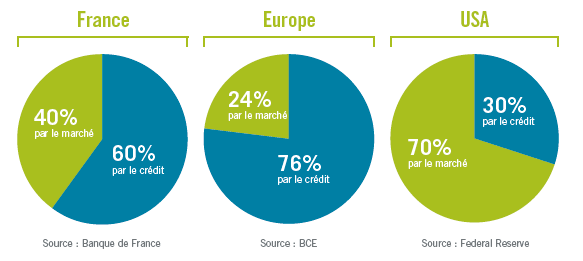 France
Europe
USA
40%
par le marché
60%
par le crédit
24%
par le marché
76%
par le crédit
30%
par le crédit
70%
par le marché
Source : Banque de France
Source : BCE
Source : Federal Reserve